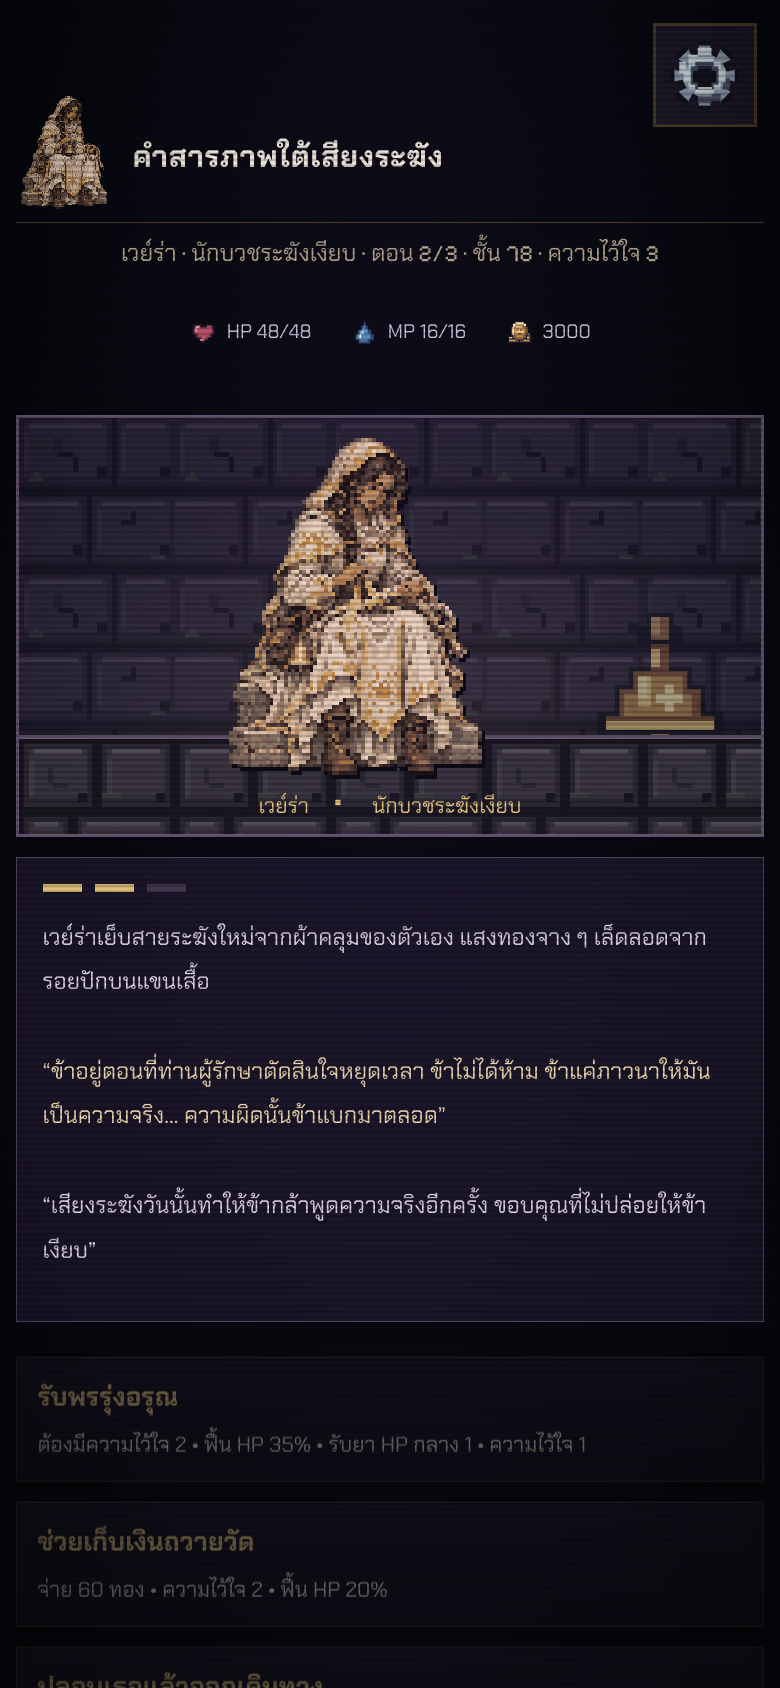 คำสารภาพใต้เสียงระฆัง
เวย์ร่า · นักบวชระฆังเงียบ · ตอน 2/3 · ชั้น 18 · ความไว้ใจ 3
HP 48/48 MP 16/16 3000
เวย์ร่า · นักบวชระฆังเงียบ
เวย์ร่าเย็บสายระฆังใหม่จากผ้าคลุมของตัวเอง แสงทองจาง ๆ เล็ดลอดจาก
รอยปักบนแขนเสื้อ
“ข้าอยู่ตอนที่ท่านผู้รักษาตัดสินใจหยุดเวลา ข้าไม่ได้ห้าม ข้าแค่ภาวนาให้มัน
เป็นความจริง... ความผิดนั้นข้าแบกมาตลอด”
“เสียงระฆังวันนั้นทำให้ข้ากล้าพูดความจริงอีกครั้ง ขอบคุณที่ไม่ปล่อยให้ข้า
เงียบ”
รับพรรุ่งอรุณ
ต้องมีความไว้ใจ 2 • ฟื้น HP 35% • รับยา HP กลาง 1 • ความไว้ใจ 1
ช่วยเก็บเงินถวายวัด
จ่าย 60 ทอง • ความไว้ใจ 2 • ฟื้น HP 20%